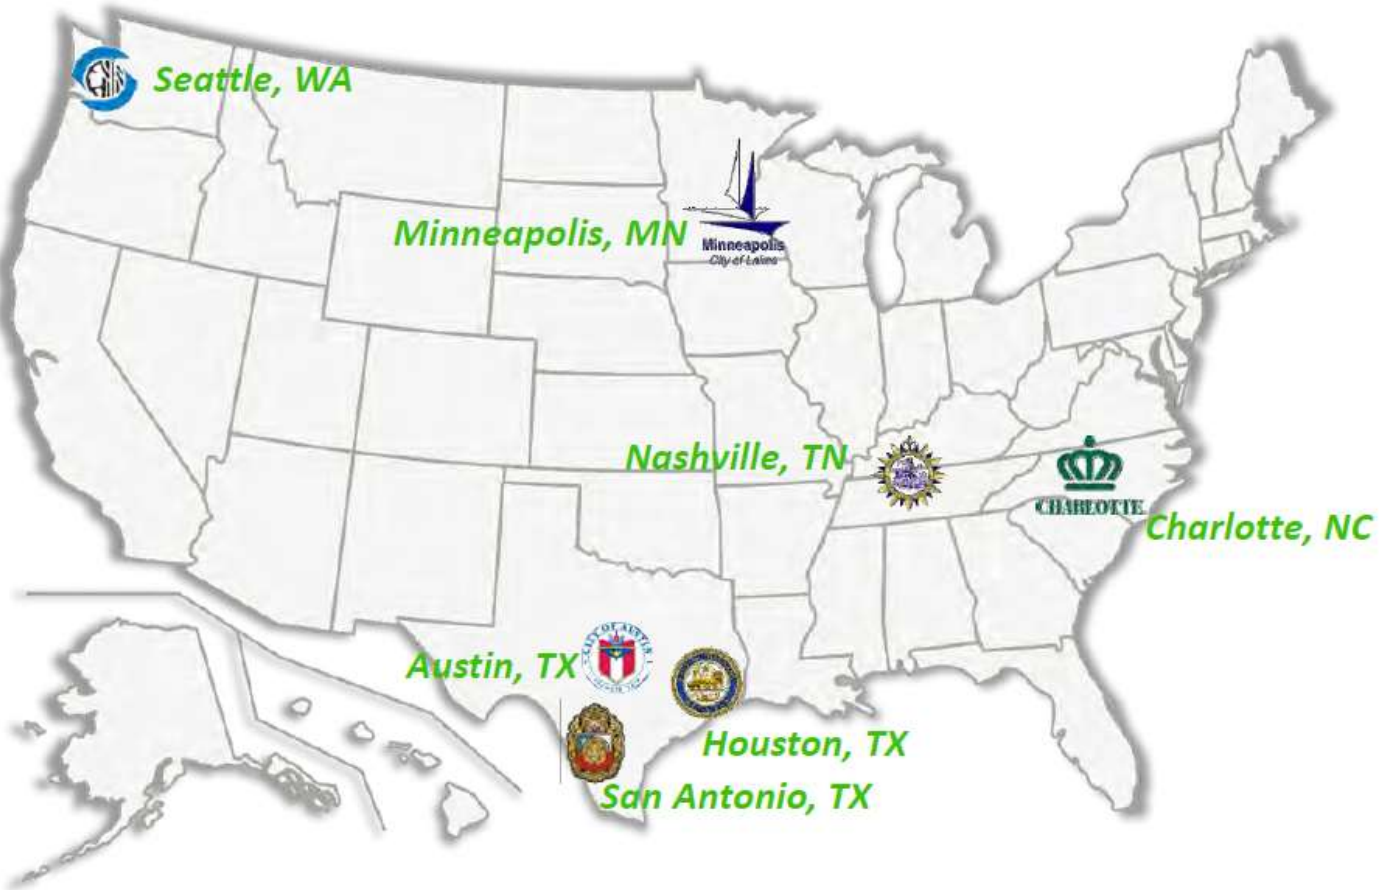 Seattle, WA
Minneapolis, MN
Minneapolis
City of Lakes
Nashville, TN
CHARLOTTE
Charlotte, NC
CITY OF AUSTIN
Austin, TX
Houston, TX
San Antonio, TX